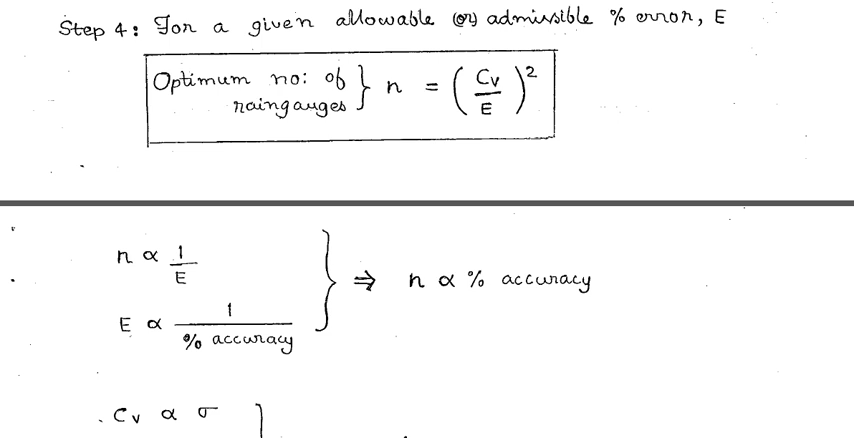 Step 4: For a given allowable (or) admissible % error, E
Optimum no: of } n = (Cv/E)²
raingauges
n ∝ 1/E
} ⇒ n ∝ % accuracy
E ∝ 1/% accuracy
. Cv ∝ σ